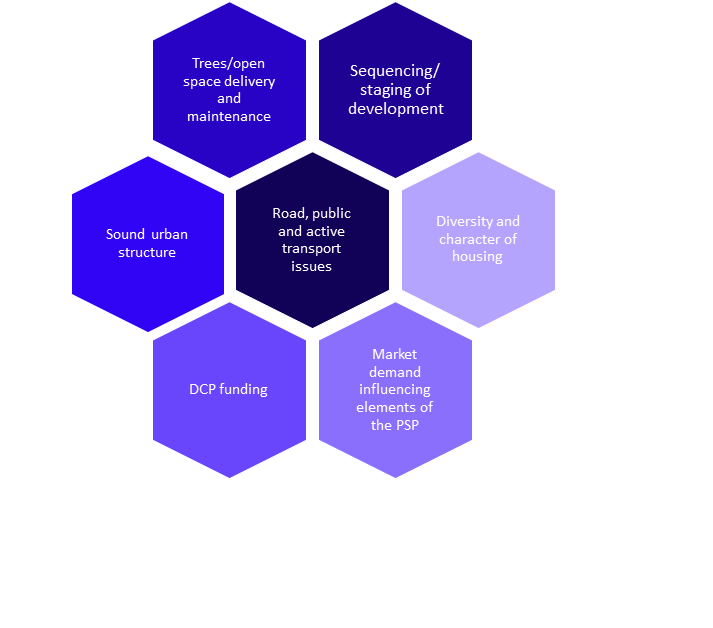 Trees/open
space delivery
and
maintenance
Sequencing/
staging of
development
Sound urban
structure
Road, public
and active
transport
issues
Diversity and
character of
housing
DCP funding
Market
demand
influencing
elements of
the PSP